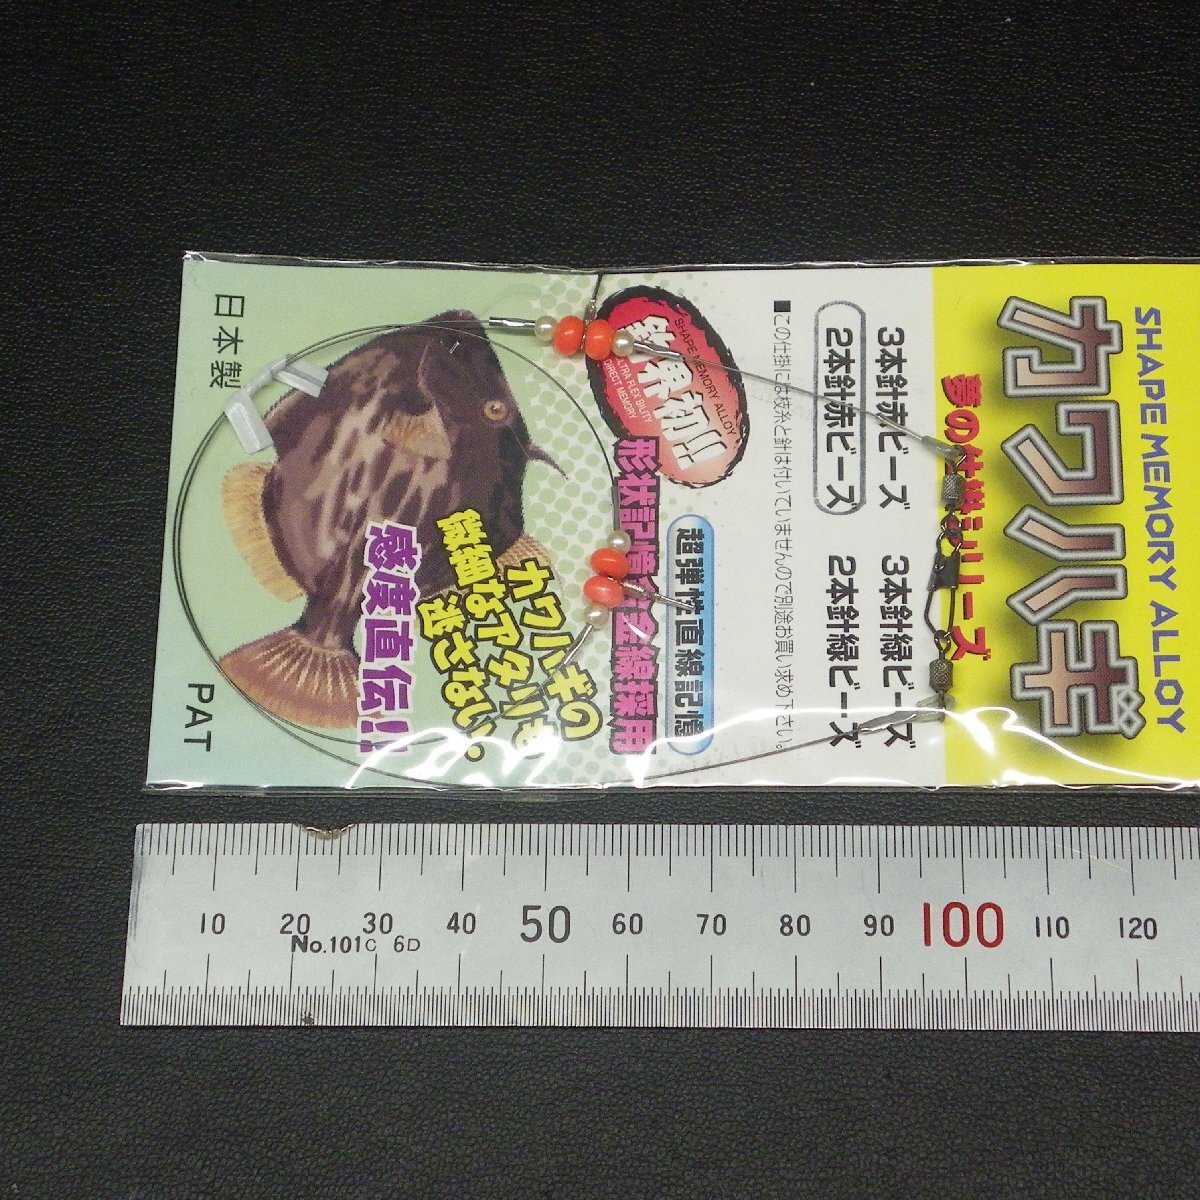 SHAPE MEMORY ALLOY
カワハギ
夢の仕掛シリーズ
3本針赤ビーズ 3本針緑ビーズ
2本針赤ビーズ 2本針緑ビーズ
■この仕掛には枝糸と針は付いていませんので別途お買い求め下さい。
SHAPE MEMORY ALLOY
釣界初!!
DIRECT MEMORY
超弾性直線記憶
形状記憶合金線採用
カワハギの
微細なアタリも
逃さない。
感度直伝!!
日本製
PAT
10 20 30 40 50 60 70 80 90 100 110 120
No.101C 6D